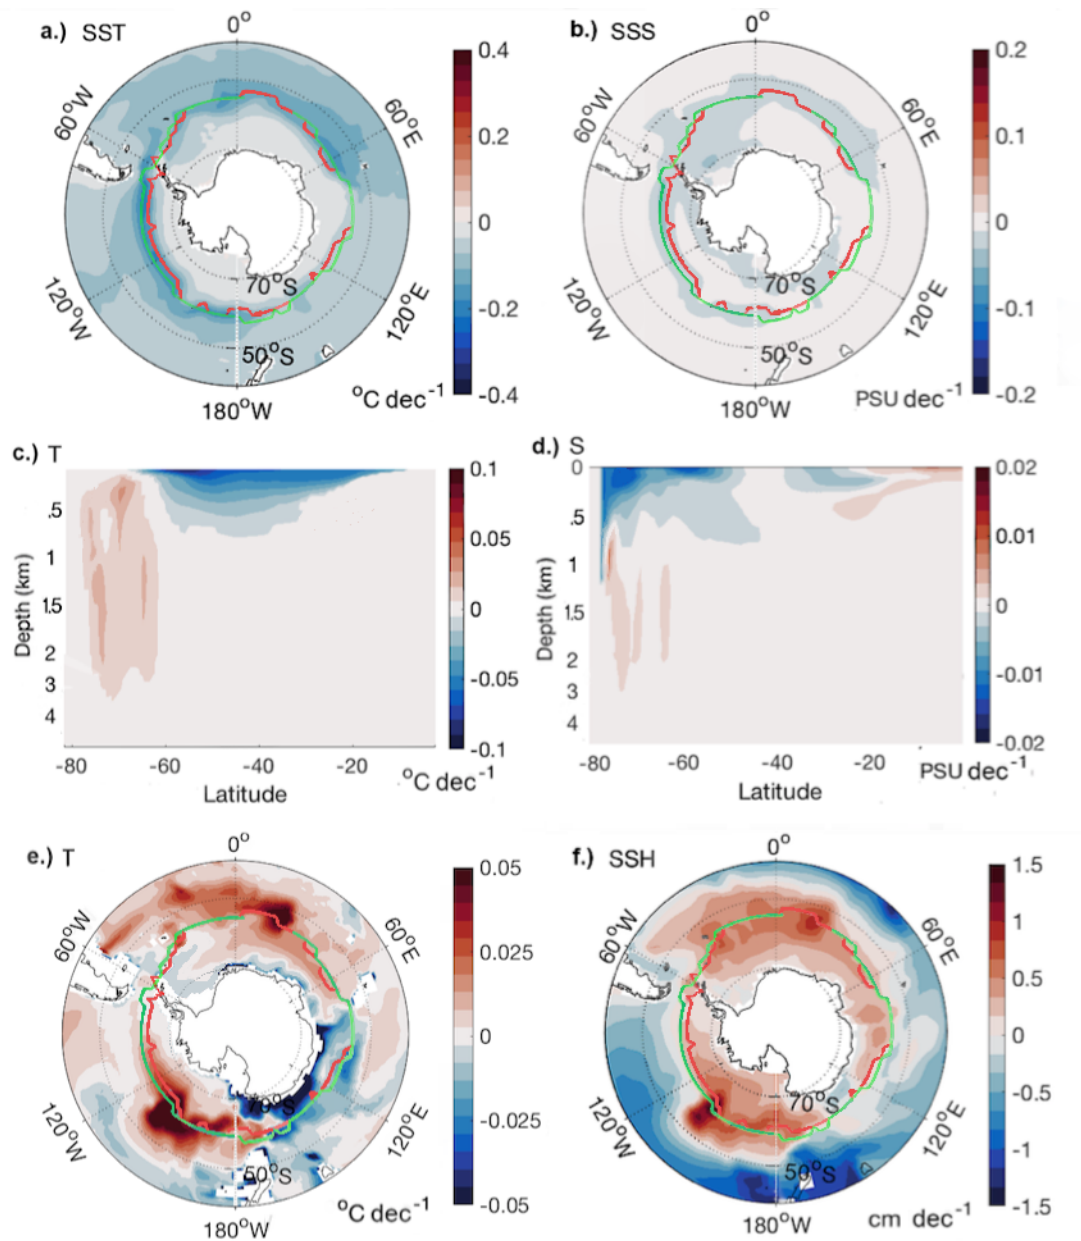 a.) SST
0°
60°W
60°E
120°W
120°E
70°S
50°S
180°W
0.4
0.2
0
-0.2
-0.4
°C dec⁻¹
b.) SSS
0°
60°W
60°E
120°W
120°E
70°S
50°S
180°W
0.2
0.1
0
-0.1
-0.2
PSU dec⁻¹
c.) T
.5
1
1.5
2
3
4
Depth (km)
-80 -60 -40 -20
Latitude
0.1
0.05
0
-0.05
-0.1
°C dec⁻¹
d.) S
0
.5
1
1.5
2
3
4
Depth (km)
-80 -60 -40 -20
Latitude
0.02
0.01
0
-0.01
-0.02
PSU dec⁻¹
e.) T
0°
60°W
60°E
120°W
120°E
70°S
50°S
180°W
0.05
0.025
0
-0.025
-0.05
°C dec⁻¹
f.) SSH
0°
60°W
60°E
120°W
120°E
70°S
50°S
180°W
1.5
1
0.5
0
-0.5
-1
-1.5
cm dec⁻¹